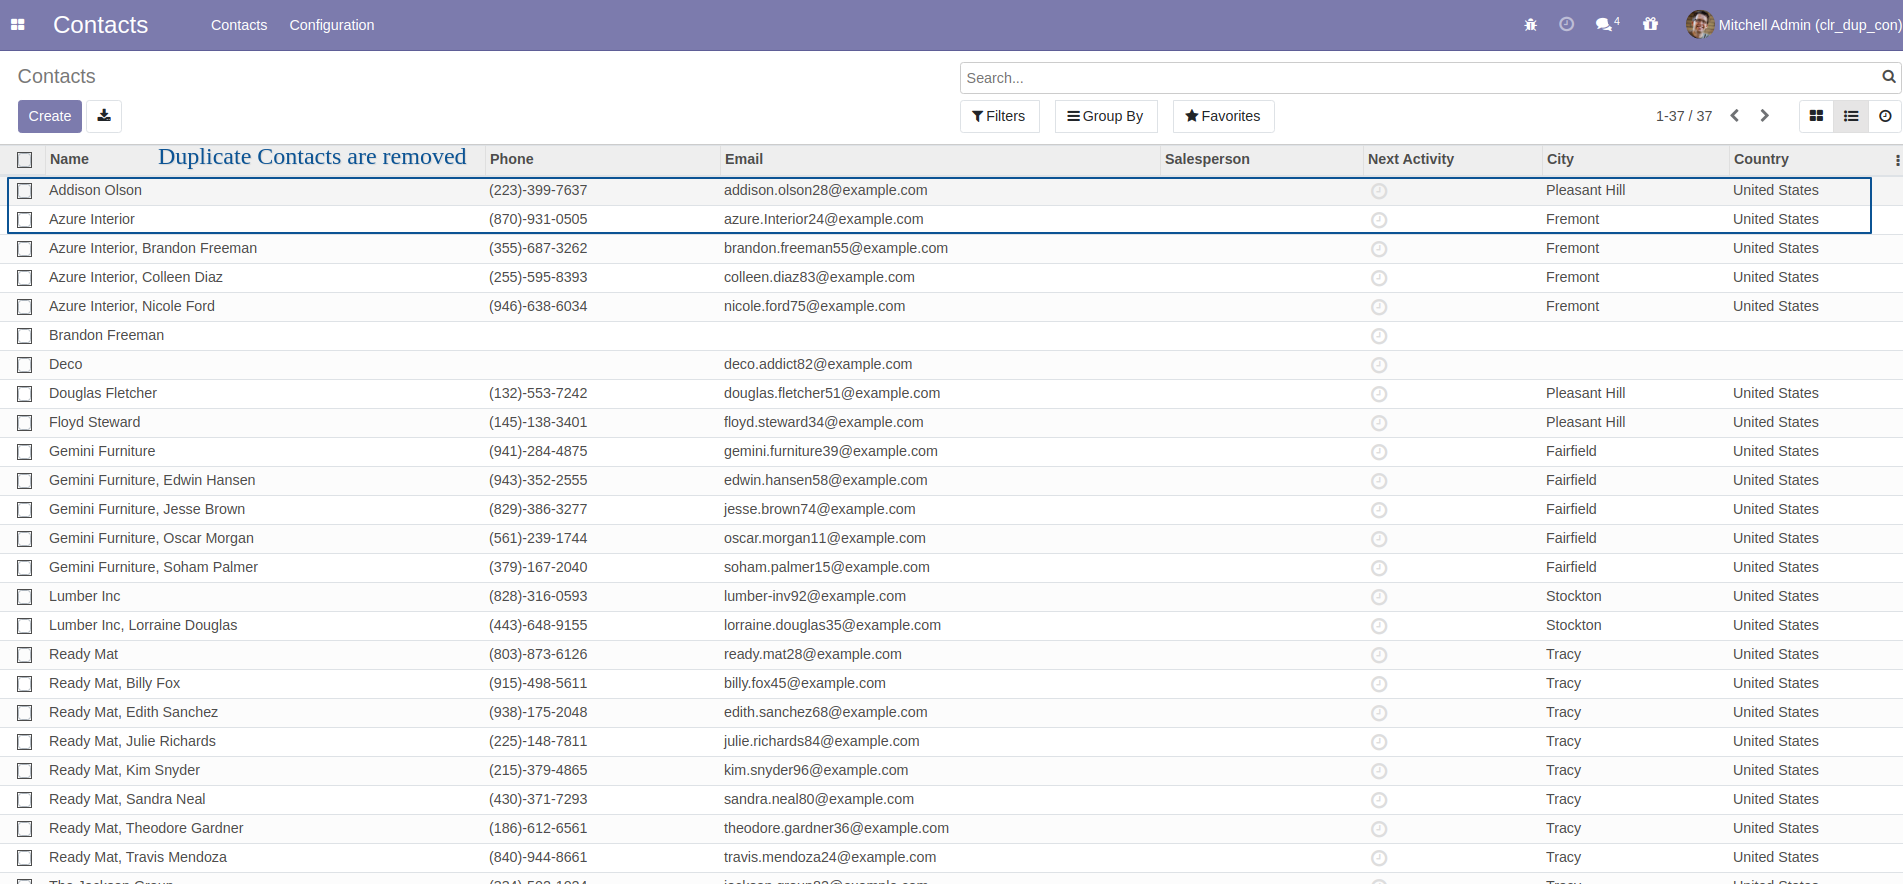 Contacts Contacts Configuration 4 Mitchell Admin (clr_dup_con)
Contacts Search...
Create Filters Group By Favorites 1-37 / 37
Name Duplicate Contacts are removed Phone Email Salesperson Next Activity City Country
Addison Olson (223)-399-7637 addison.olson28@example.com Pleasant Hill United States
Azure Interior (870)-931-0505 azure.Interior24@example.com Fremont United States
Azure Interior, Brandon Freeman (355)-687-3262 brandon.freeman55@example.com Fremont United States
Azure Interior, Colleen Diaz (255)-595-8393 colleen.diaz83@example.com Fremont United States
Azure Interior, Nicole Ford (946)-638-6034 nicole.ford75@example.com Fremont United States
Brandon Freeman
Deco deco.addict82@example.com
Douglas Fletcher (132)-553-7242 douglas.fletcher51@example.com Pleasant Hill United States
Floyd Steward (145)-138-3401 floyd.steward34@example.com Pleasant Hill United States
Gemini Furniture (941)-284-4875 gemini.furniture39@example.com Fairfield United States
Gemini Furniture, Edwin Hansen (943)-352-2555 edwin.hansen58@example.com Fairfield United States
Gemini Furniture, Jesse Brown (829)-386-3277 jesse.brown74@example.com Fairfield United States
Gemini Furniture, Oscar Morgan (561)-239-1744 oscar.morgan11@example.com Fairfield United States
Gemini Furniture, Soham Palmer (379)-167-2040 soham.palmer15@example.com Fairfield United States
Lumber Inc (828)-316-0593 lumber-inv92@example.com Stockton United States
Lumber Inc, Lorraine Douglas (443)-648-9155 lorraine.douglas35@example.com Stockton United States
Ready Mat (803)-873-6126 ready.mat28@example.com Tracy United States
Ready Mat, Billy Fox (915)-498-5611 billy.fox45@example.com Tracy United States
Ready Mat, Edith Sanchez (938)-175-2048 edith.sanchez68@example.com Tracy United States
Ready Mat, Julie Richards (225)-148-7811 julie.richards84@example.com Tracy United States
Ready Mat, Kim Snyder (215)-379-4865 kim.snyder96@example.com Tracy United States
Ready Mat, Sandra Neal (430)-371-7293 sandra.neal80@example.com Tracy United States
Ready Mat, Theodore Gardner (186)-612-6561 theodore.gardner36@example.com Tracy United States
Ready Mat, Travis Mendoza (840)-944-8661 travis.mendoza24@example.com Tracy United States